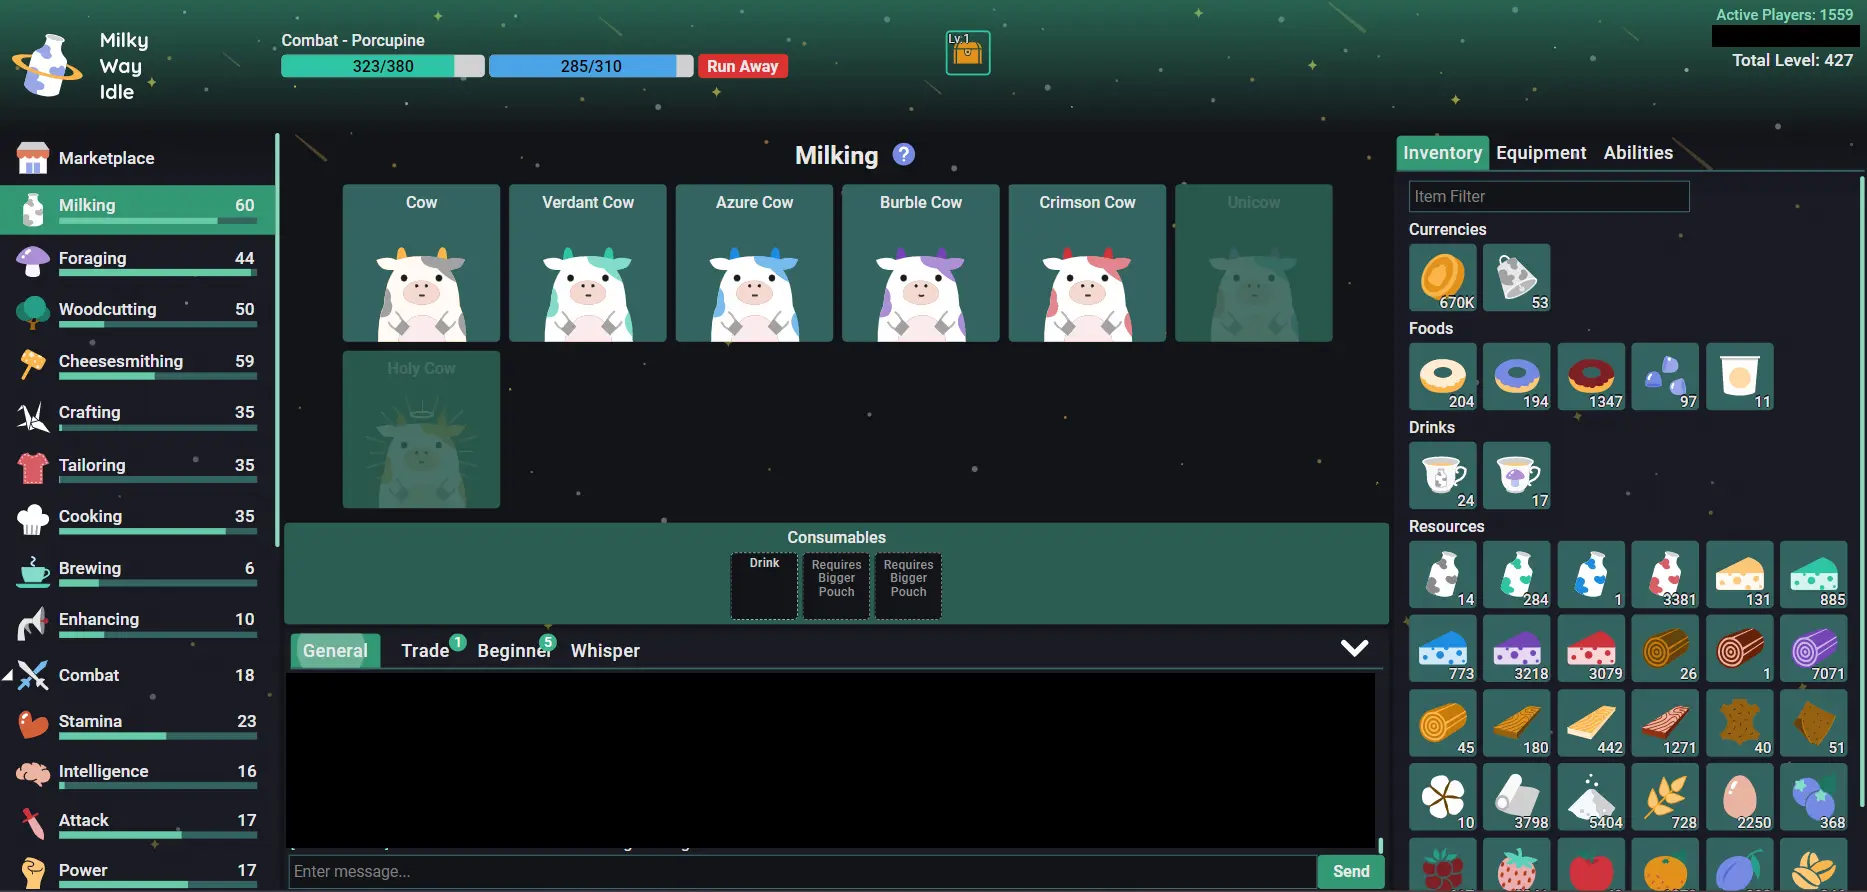 Milky
Way
Idle
Combat - Porcupine
323/380
285/310
Run Away
Lv.1
Active Players: 1559
Total Level: 427
Marketplace
Milking 60
Foraging 44
Woodcutting 50
Cheesesmithing 59
Crafting 35
Tailoring 35
Cooking 35
Brewing 6
Enhancing 10
Combat 18
Stamina 23
Intelligence 16
Attack 17
Power 17
Milking ?
Cow
Verdant Cow
Azure Cow
Burble Cow
Crimson Cow
Unicow
Holy Cow
Consumables
Drink
Requires
Bigger
Pouch
Requires
Bigger
Pouch
General
Trade 1
Beginner 5
Whisper
Enter message...
Send
Inventory Equipment Abilities
Item Filter
Currencies
670K 53
Foods
204 194 1347 97 11
Drinks
24 17
Resources
14 284 1 3381 131 885
773 3218 3079 26 1 7071
45 180 442 1271 40 51
10 3798 5404 728 2250 368